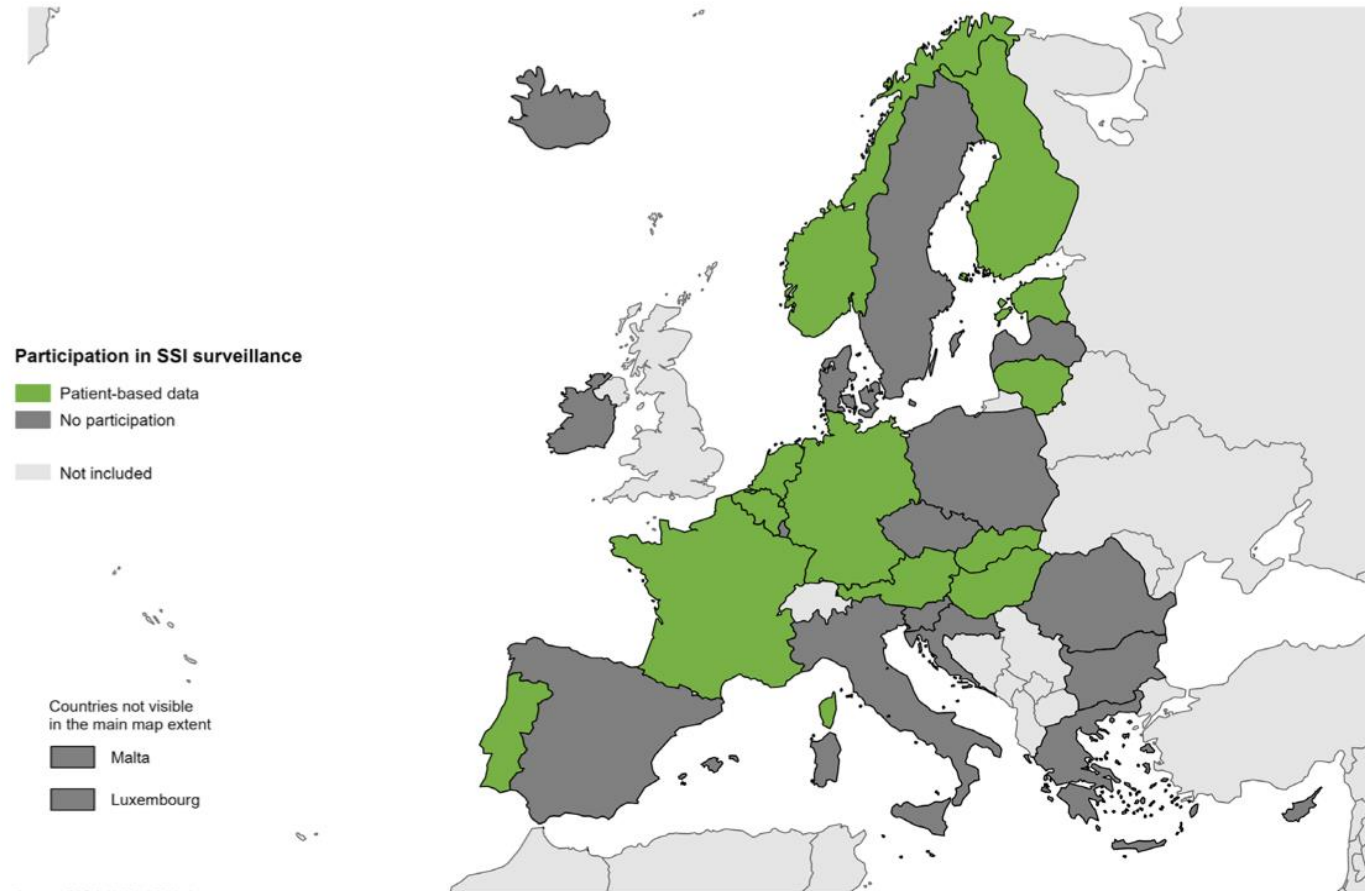 Participation in SSI surveillance
Patient-based data
No participation
Not included
Countries not visible
in the main map extent
Malta
Luxembourg